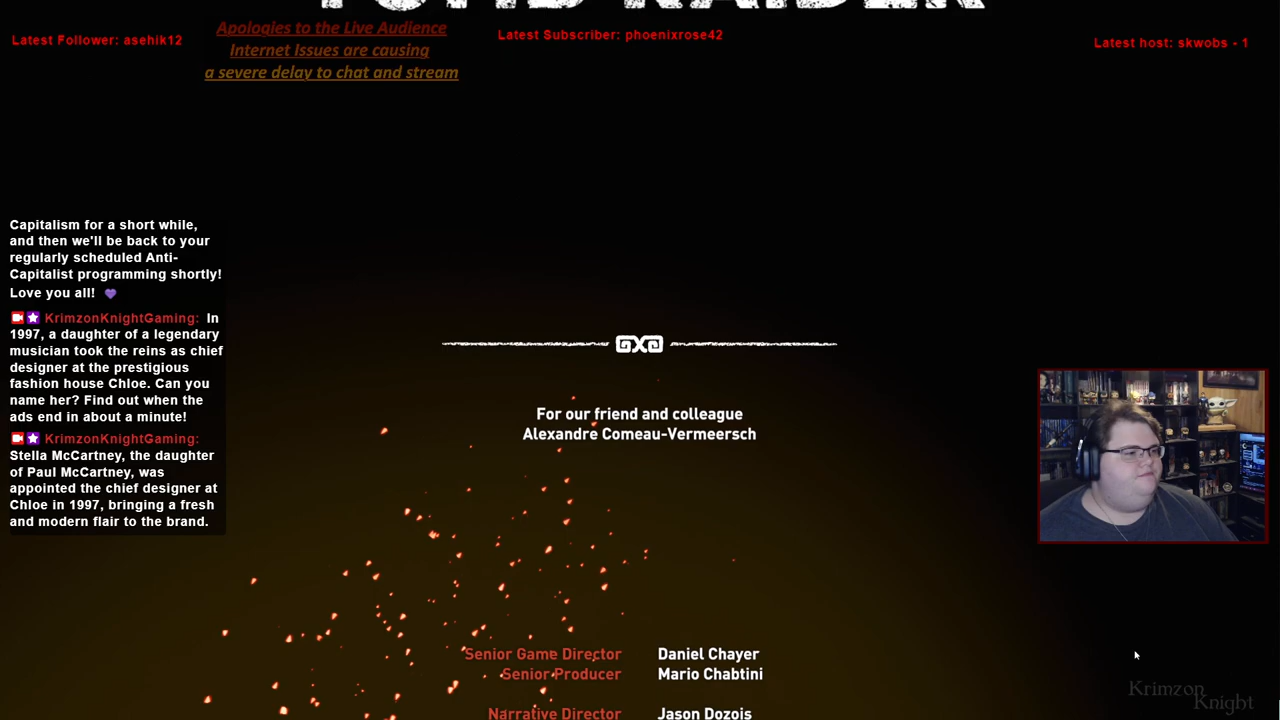 TOMB RAIDER
Latest Follower: asehik12
Apologies to the Live Audience
Internet Issues are causing
a severe delay to chat and stream
Latest Subscriber: phoenixrose42
Latest host: skwobs - 1
Capitalism for a short while,
and then we'll be back to your
regularly scheduled Anti-
Capitalist programming shortly!
Love you all!
KrimzonKnightGaming: In
1997, a daughter of a legendary
musician took the reins as chief
designer at the prestigious
fashion house Chloe. Can you
name her? Find out when the
ads end in about a minute!
KrimzonKnightGaming:
Stella McCartney, the daughter
of Paul McCartney, was
appointed the chief designer at
Chloe in 1997, bringing a fresh
and modern flair to the brand.
For our friend and colleague
Alexandre Comeau-Vermeersch
Senior Game Director Daniel Chayer
Senior Producer Mario Chabtini
Narrative Director Jason Dozois
Krimzon
Knight